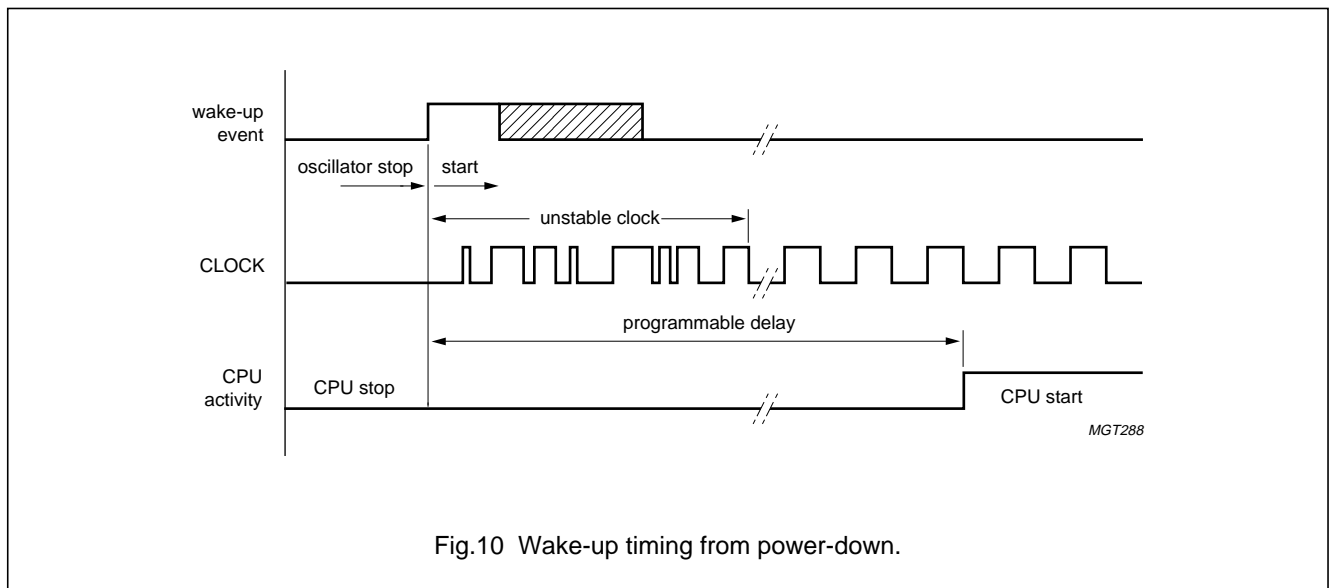 wake-up
event
oscillator stop
start
unstable clock
CLOCK
programmable delay
CPU
activity
CPU stop
CPU start
MGT288
Fig.10 Wake-up timing from power-down.